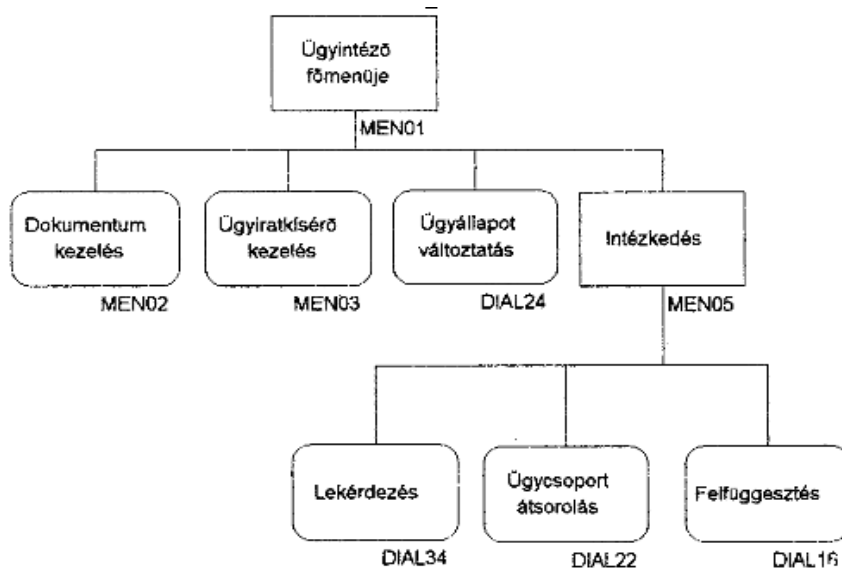 Ügyintéző
főmenüje
MEN01
Dokumentum
kezelés
MEN02
Ügyiratkísérő
kezelés
MEN03
Ügyállapot
változtatás
DIAL24
Intézkedés
MEN05
Lekérdezés
DIAL34
Ügycsoport
átsorolás
DIAL22
Felfüggesztés
DIAL16